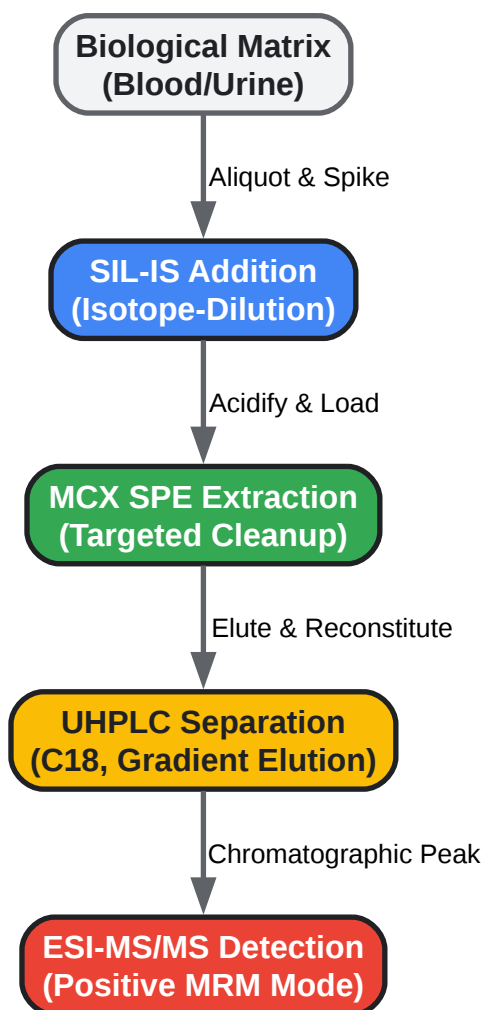 Biological Matrix
(Blood/Urine)
Aliquot & Spike
SIL-IS Addition
(Isotope-Dilution)
Acidify & Load
MCX SPE Extraction
(Targeted Cleanup)
Elute & Reconstitute
UHPLC Separation
(C18, Gradient Elution)
Chromatographic Peak
ESI-MS/MS Detection
(Positive MRM Mode)